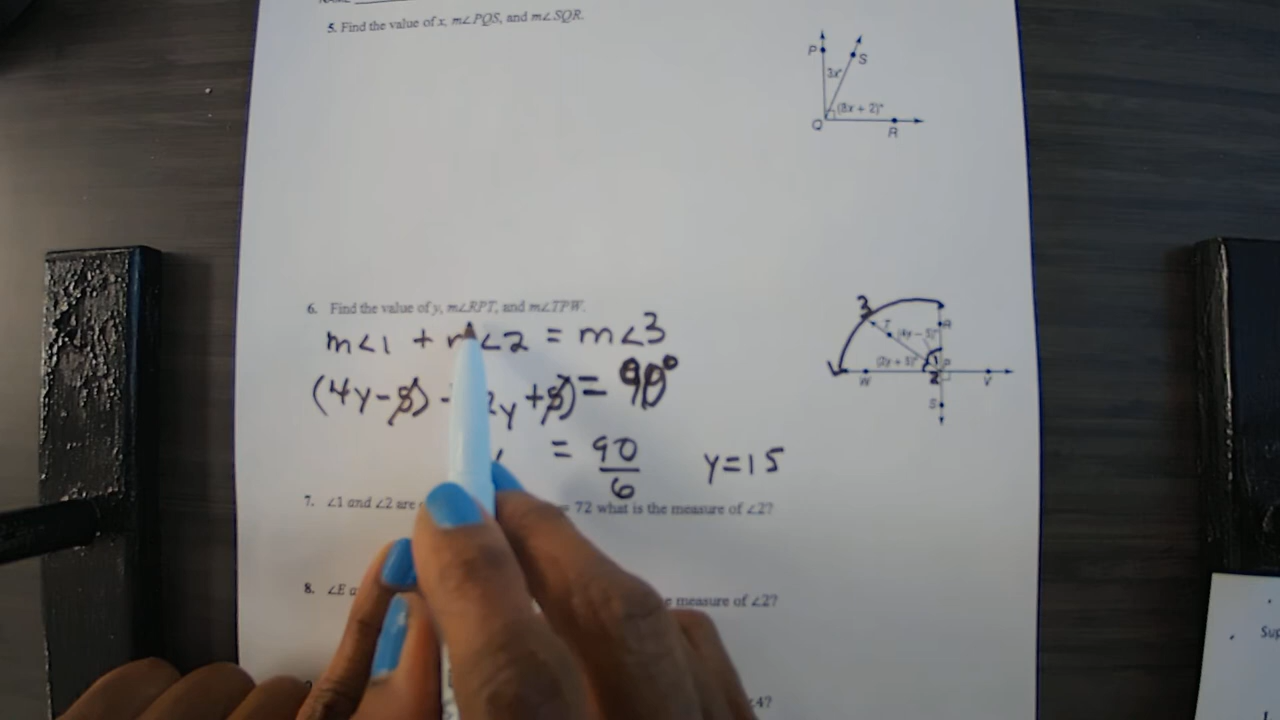 5. Find the value of x, m∠PQS, and m∠SQR.
P
S
3x°
(8x + 2)°
Q
R
6. Find the value of y, m∠RPT, and m∠TPW.
m∠1 + m∠2 = m∠3
(4y-5) 2y +5) = 90°
= 90
6
y=15
3
T
R
(4y - 5)°
(2y + 5)°
1
P
W
2
V
S
7. ∠1 and ∠2 are = 72 what is the measure of ∠2?
8. ∠E measure of ∠2?
∠4?
Sup